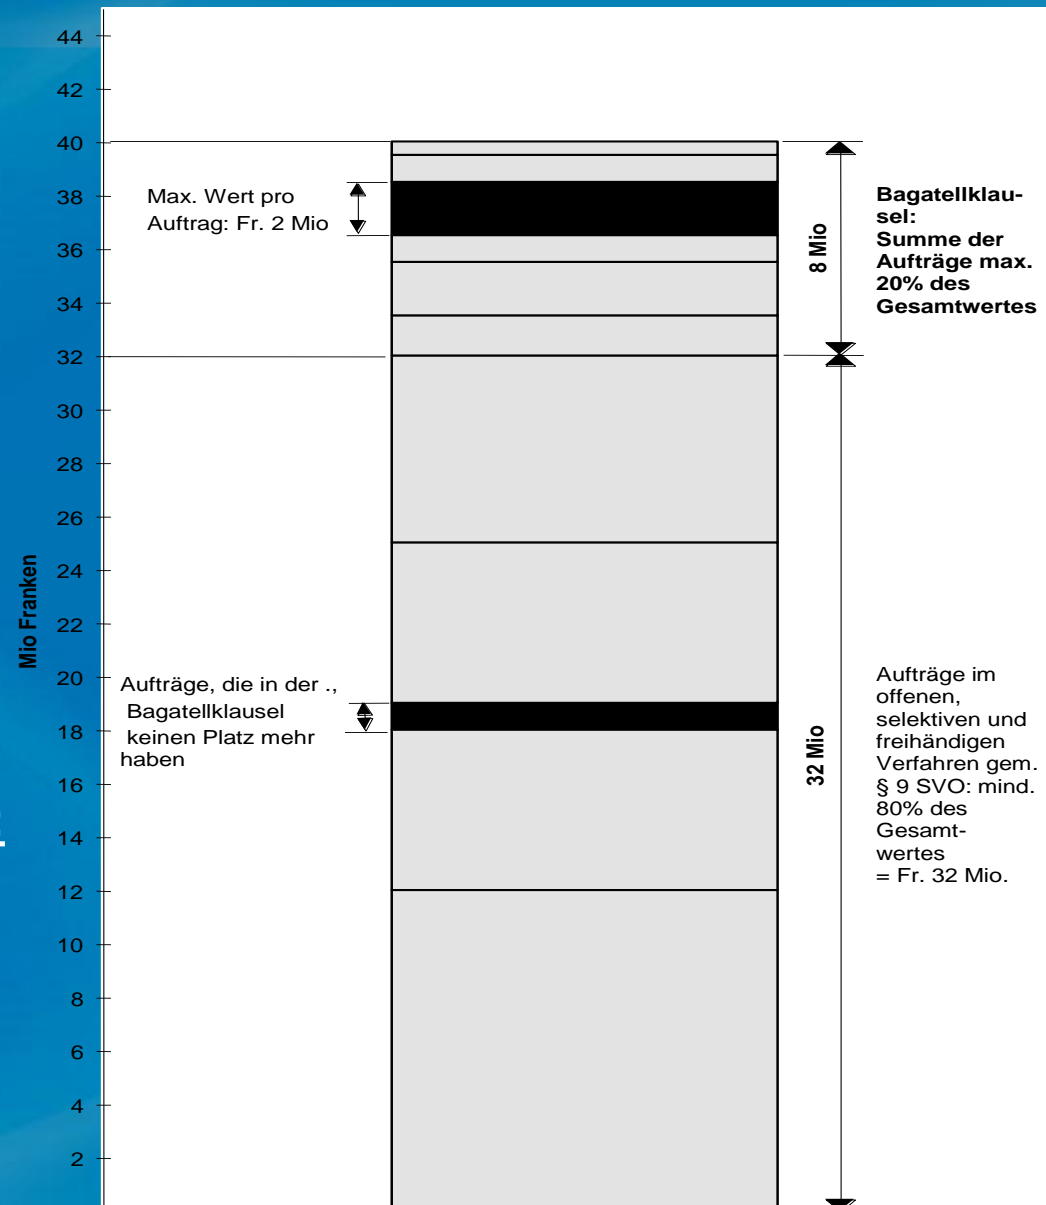 44
42
40
38
36
34
32
30
28
26
24
22
20
18
16
14
12
10
8
6
4
2
Mio Franken
Max. Wert pro
Auftrag: Fr. 2 Mio
Aufträge, die in der .,
Bagatellklausel
keinen Platz mehr
haben
8 Mio
32 Mio
Bagatellklau-
sel:
Summe der
Aufträge max.
20% des
Gesamtwertes
Aufträge im
offenen,
selektiven und
freihändigen
Verfahren gem.
§ 9 SVO: mind.
80% des
Gesamt-
wertes
= Fr. 32 Mio.